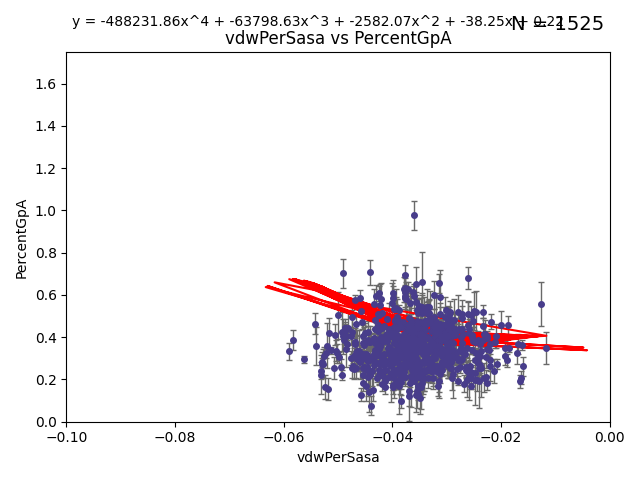 y = -488231.86x^4 + -63798.63x^3 + -2582.07x^2 + -38.25x + 0.22
N = 1525
vdwPerSasa vs PercentGpA
1.6
1.4
1.2
1.0
0.8
0.6
0.4
0.2
0.0
PercentGpA
−0.10 −0.08 −0.06 −0.04 −0.02 0.00
vdwPerSasa